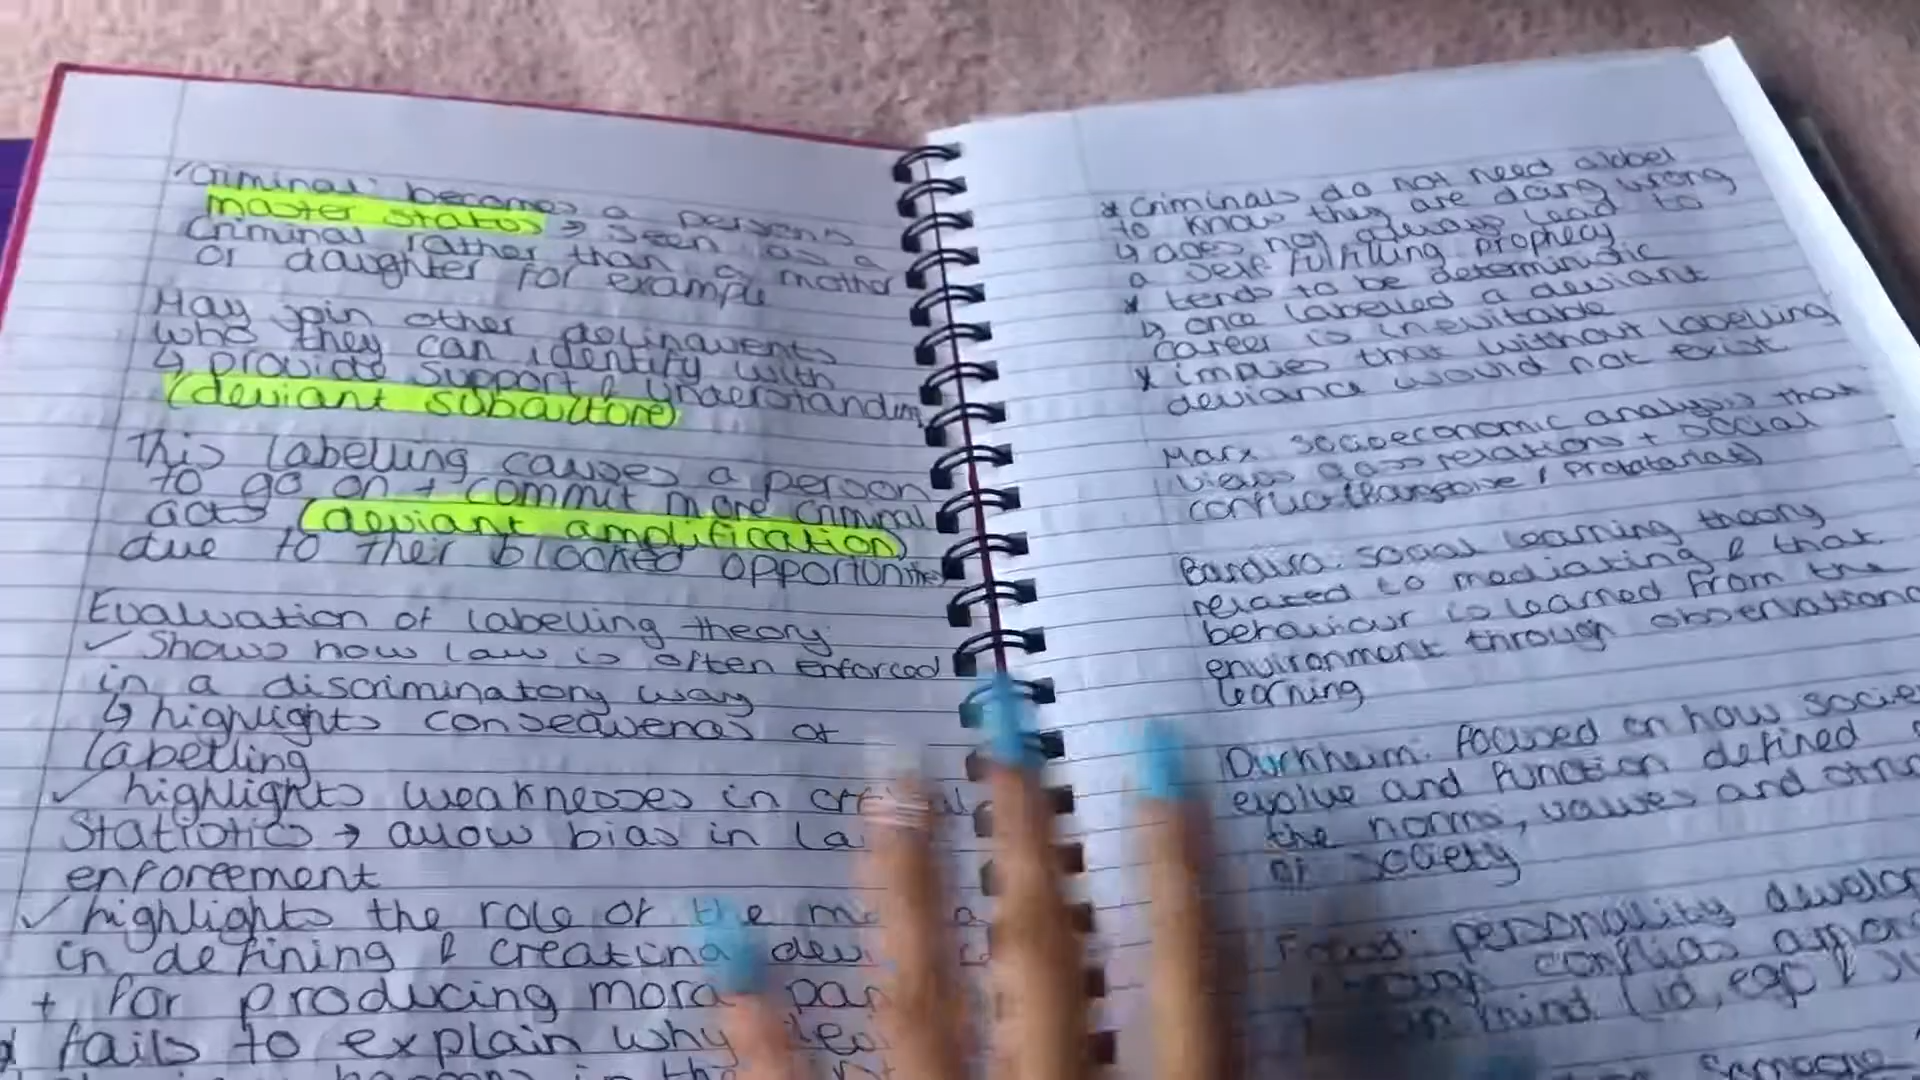 'Criminal' becomes a persons
master status → seen as a
criminal rather than a mother
or daughter for example
May join other delinquents
who they can identify with
↳ provide support & understanding
(deviant subculture)
This labelling causes a person
to go on + commit more criminal
acts (deviant amplification)
due to their blocked opportunities
Evaluation of labelling theory
✓ Shows how law is often enforced
in a discriminatory way
↳ highlights consequences of
labelling
✓ highlights weaknesses in
Statistics → allow bias in
enforcement
✓ highlights the role of the
in defining & creating
+ for producing
fails to explain why
* Criminals do not need a label
to know they are doing wrong
↳ does not always lead to
a self fulfilling prophecy
* tends to be deterministic
↳ once labelled a deviant
career is inevitable
* implies that without labelling
deviance would not exist
Marx socioeconomic analysis that
views class relations + social
conflict
Bandura: social learning theory
related to mediating & that
behaviour is learned from the
environment through observational
learning
Durkheim: focused on how
evolve and function defined
the norms, values and
of society
personality
conflicts
mind (id, ego &